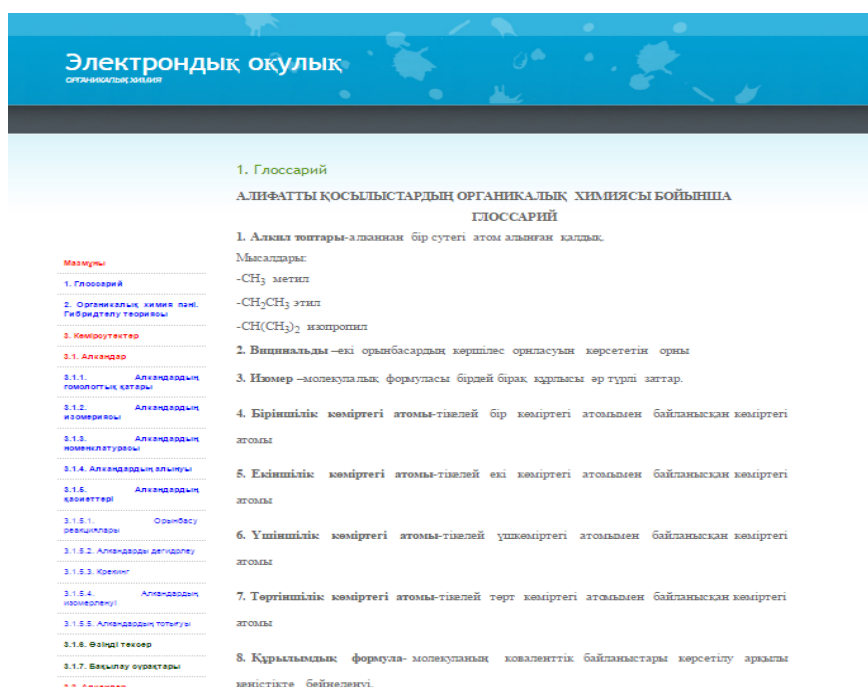 Электрондық оқулық
ОРГАНИКАЛЫҚ ХИМИЯ
1. Глоссарий
АЛИФАТТЫ ҚОСЫЛЫСТАРДЫҢ ОРГАНИКАЛЫҚ ХИМИЯСЫ БОЙЫНША
ГЛОССАРИЙ
1. Алкил топтары-алканнан бір сутегі атом алынған қалдық.
Мысалдары:
-CH3 метил
-CH2CH3 этил
-CH(CH3)2 изопропил
2. Вицинальды –екі орынбасардың көршілес орнласуын көрсететін орны
3. Изомер –молекулалық формуласы бірдей бірақ құрлысы әр түрлі заттар.
4. Біріншілік көміртегі атомы-тікелей бір көміртегі атомымен байланысқан көміртегі
атомы
5. Екіншілік көміртегі атомы-тікелей екі көміртегі атомымен байланысқан көміртегі
атомы
6. Үшіншілік көміртегі атомы-тікелей үшкөміртегі атомымен байланысқан көміртегі
атомы
7. Төртіншілік көміртегі атомы-тікелей төрт көміртегі атомымен байланысқан көміртегі
атомы
8. Құрылымдық формула- молекуланың коваленттік байланыстары көрсетілу арқылы
кеңістікте бейнеленуі.
Мазмұны
1. Глоссарий
2. Органикалық химия пәні.
Гибридтелу теориясы
3. Көмірсутектер
3.1. Алкандар
3.1.1. Алкандардың
гомологтық қатары
3.1.2. Алкандардың
изомериясы
3.1.3. Алкандардың
номенклатурасы
3.1.4. Алкандардың алынуы
3.1.5. Алкандардың
қасиеттері
3.1.5.1. Орынбасу
реакциялары
3.1.5.2. Алкандарды дегидрлеу
3.1.5.3. Крекинг
3.1.5.4. Алкандардың
изомерленуі
3.1.5.5. Алкандардың тотығуы
3.1.6. Өзіңді тексер
3.1.7. Бақылау сұрақтары